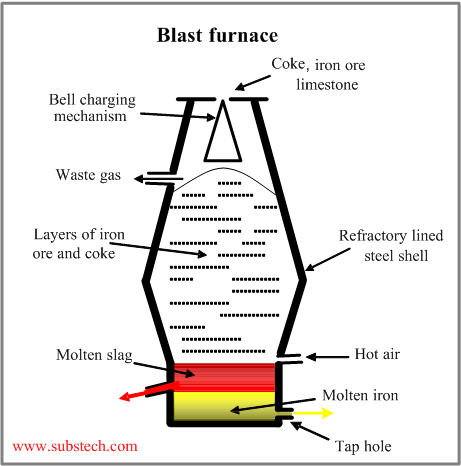 Blast furnace
Coke, iron ore
limestone
Bell charging
mechanism
Waste gas
Layers of iron
ore and coke
Refractory lined
steel shell
Molten slag
Hot air
Molten iron
Tap hole
www.substech.com